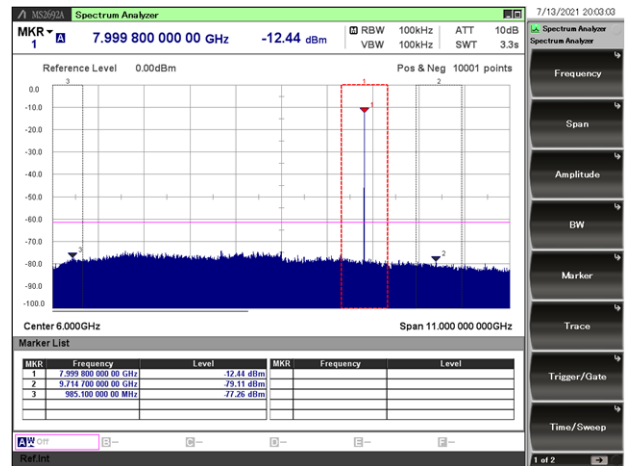 MS2692A Spectrum Analyzer
7/13/2021 20:03:03
MKR 1 A 7.999 800 000 00 GHz -12.44 dBm
M RBW 100kHz ATT 10dB
VBW 100kHz SWT 3.3s
Spectrum Analyzer
Spectrum Analyzer
Reference Level 0.00dBm Pos & Neg 10001 points
3 1 2
0.0
-10.0
-20.0
-30.0
-40.0
-50.0
-60.0
-70.0
-80.0
-90.0
-100.0
1
3
2
Center 6.000GHz Span 11.000 000 000GHz
Marker List
MKR Frequency Level MKR Frequency Level
1 7.999 800 000 00 GHz -12.44 dBm
2 9.714 700 000 00 GHz -79.11 dBm
3 985.100 000 00 MHz -77.26 dBm
A W Off B — C — D — E — F —
Ref.Int
Frequency
Span
Amplitude
BW
Marker
Trace
Trigger/Gate
Time/Sweep
1 of 2